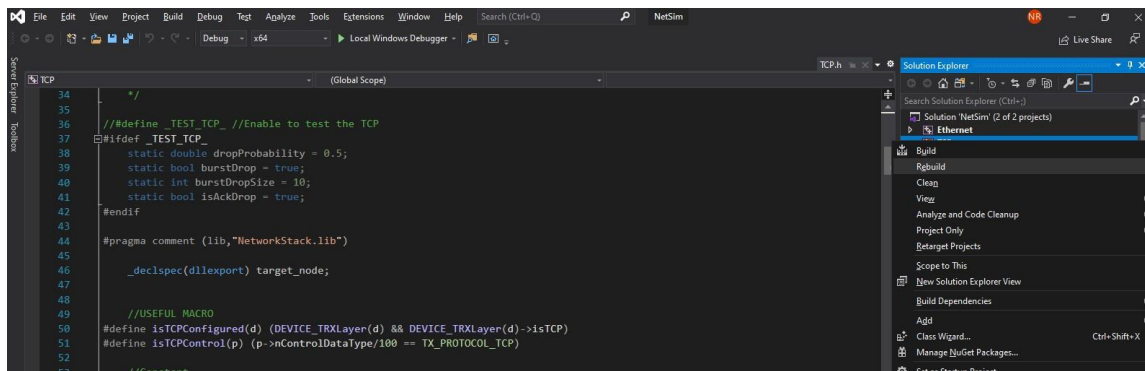 File Edit View Project Build Debug Test Analyze Tools Extensions Window Help Search (Ctrl+Q) NetSim NR
Debug x64 Local Windows Debugger Live Share
Server Explorer
Toolbox
TCP.h
TCP (Global Scope)
34 */
35
36 //#define _TEST_TCP_ //Enable to test the TCP
37 #ifdef _TEST_TCP_
38 static double dropProbability = 0.5;
39 static bool burstDrop = true;
40 static int burstDropSize = 10;
41 static bool isAckDrop = true;
42 #endif
43
44 #pragma comment (lib,"NetworkStack.lib")
45
46 _declspec(dllexport) target_node;
47
48
49 //USEFUL MACRO
50 #define isTCPConfigured(d) (DEVICE_TRXLayer(d) && DEVICE_TRXLayer(d)->isTCP)
51 #define isTCPControl(p) (p->nControlDataType/100 == TX_PROTOCOL_TCP)
52
Solution Explorer
Search Solution Explorer (Ctrl+;)
Solution 'NetSim' (2 of 2 projects)
Ethernet
Build
Rebuild
Clean
View
Analyze and Code Cleanup
Project Only
Retarget Projects
Scope to This
New Solution Explorer View
Build Dependencies
Add
Class Wizard... Ctrl+Shift+X
Manage NuGet Packages...
Set as Startup Project